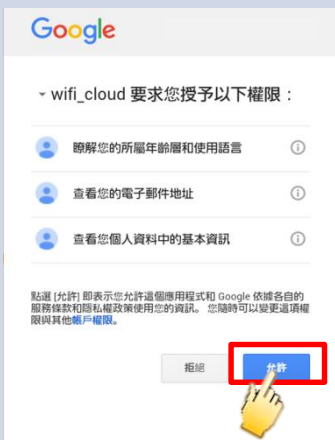 Google
wifi_cloud 要求您授予以下權限：
瞭解您的所屬年齡層和使用語言
查看您的電子郵件地址
查看您個人資料中的基本資訊
點選 [允許] 即表示您允許這個應用程式和 Google 依據各自的
服務條款和隱私權政策使用您的資訊。 您隨時可以變更這項權
限與其他帳戶權限。
拒絕 允許